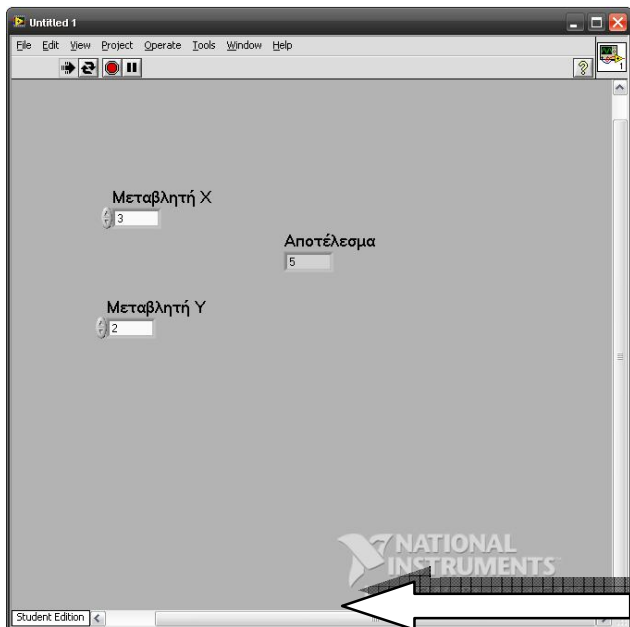 Untitled 1
File Edit View Project Operate Tools Window Help
1
Μεταβλητή X
3
Αποτέλεσμα
5
Μεταβλητή Y
2
NATIONAL
INSTRUMENTS
Student Edition